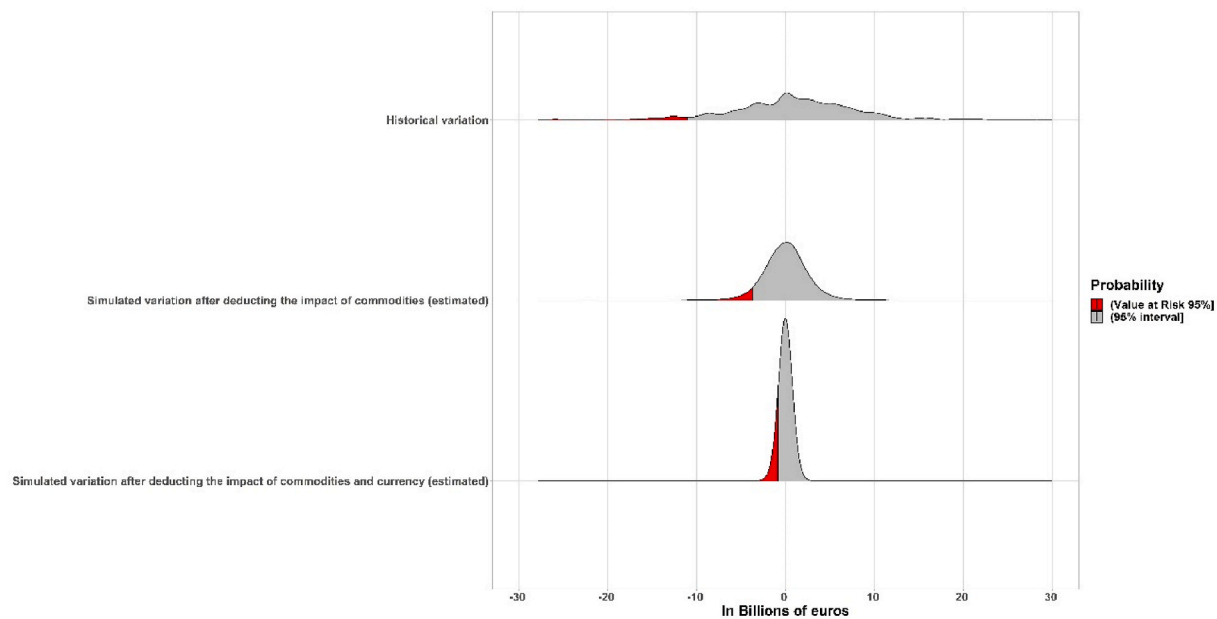 Historical variation
Simulated variation after deducting the impact of commodities (estimated)
Simulated variation after deducting the impact of commodities and currency (estimated)
Probability
(Value at Risk 95%]
(95% interval]
-30 -20 -10 0 10 20 30
In Billions of euros